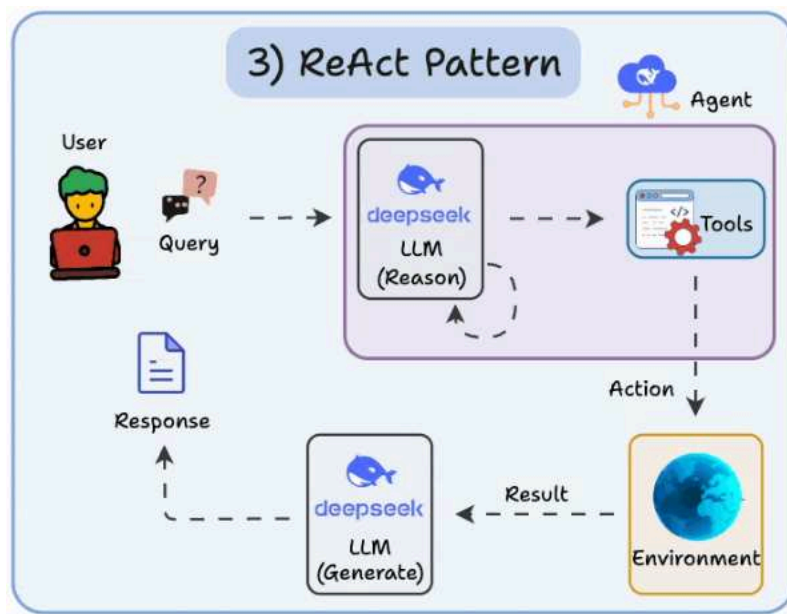 3) ReAct Pattern
Agent
User
Query
deepseek
LLM
(Reason)
</>
Tools
Action
Response
deepseek
LLM
(Generate)
Result
Environment
?